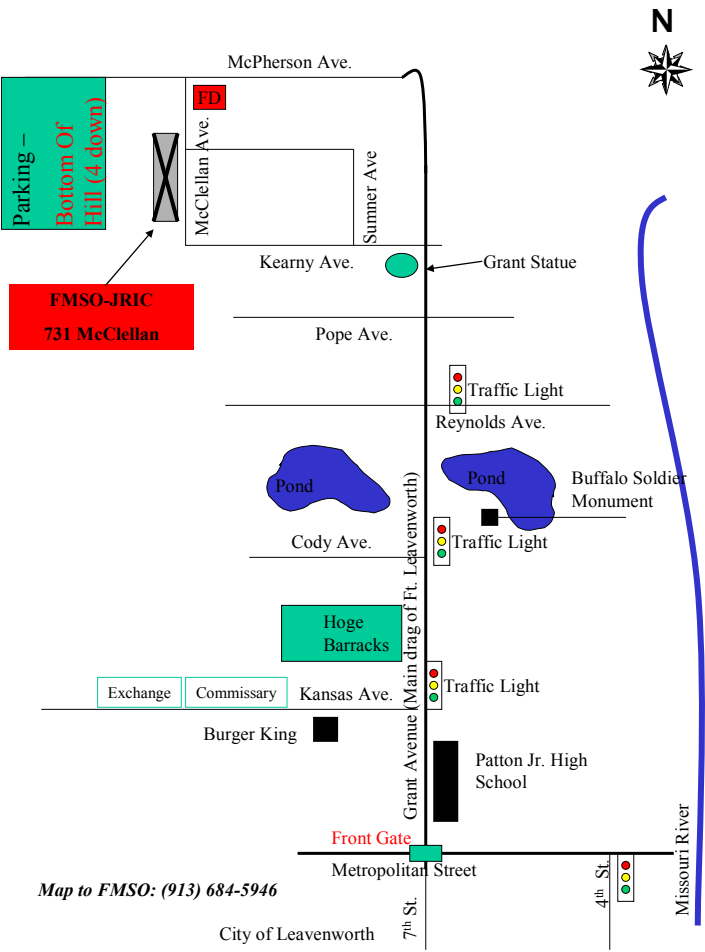 N
McPherson Ave.
FD
Parking –
Bottom Of
Hill (4 down)
McClellan Ave.
Sumner Ave
Kearny Ave.
Grant Statue
FMSO-JRIC
731 McClellan
Pope Ave.
Traffic Light
Reynolds Ave.
Pond
Pond
Buffalo Soldier
Monument
Cody Ave.
Traffic Light
Grant Avenue (Main drag of Ft. Leavenworth)
Hoge
Barracks
Exchange
Commissary
Kansas Ave.
Traffic Light
Burger King
Patton Jr. High
School
Front Gate
Metropolitan Street
Missouri River
Map to FMSO: (913) 684-5946
7th St.
4th St.
City of Leavenworth